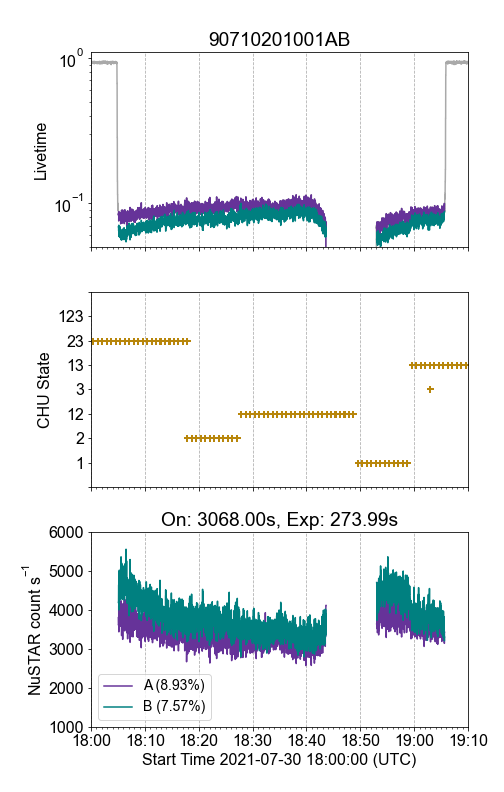 90710201001AB
10⁰
10⁻¹
Livetime
123
23
13
3
12
2
1
CHU State
On: 3068.00s, Exp: 273.99s
6000
5000
4000
3000
2000
1000
NuSTAR count s⁻¹
A (8.93%)
B (7.57%)
18:00 18:10 18:20 18:30 18:40 18:50 19:00 19:10
Start Time 2021-07-30 18:00:00 (UTC)